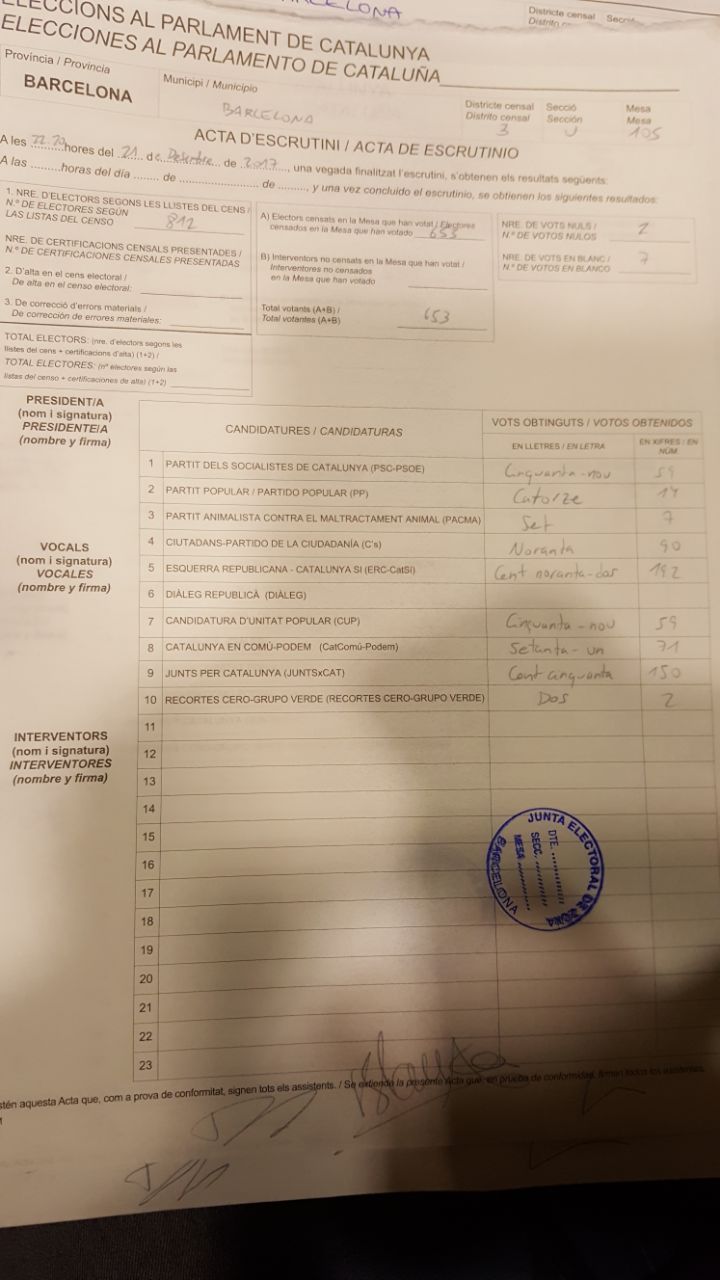 BARCELONA
Districte censal Secció
Distrito censal
ELECCIONS AL PARLAMENT DE CATALUNYA
ELECCIONES AL PARLAMENTO DE CATALUÑA
Província / Provincia
BARCELONA
Municipi / Municipio
BARCELONA
Districte censal Secció Mesa
Distrito censal Sección Mesa
3 U 105
ACTA D'ESCRUTINI / ACTA DE ESCRUTINIO
A les ......... hores del 21 de Desembre de 2017, una vegada finalitzat l'escrutini, s'obtenen els resultats següents:
A las .........horas del día ........ de ........................... de ........., y una vez concluido el escrutinio, se obtienen los siguientes resultados:
1. NRE. D'ELECTORS SEGONS LES LLISTES DEL CENS /
N.º DE ELECTORES SEGÚN
LAS LISTAS DEL CENSO 812
NRE. DE CERTIFICACIONS CENSALS PRESENTADES /
N.º DE CERTIFICACIONES CENSALES PRESENTADAS
2. D'alta en el cens electoral /
De alta en el censo electoral:
3. De correcció d'errors materials /
De corrección de errores materiales:
TOTAL ELECTORS: (nre. d'electors segons les
llistes del cens + certificacions d'alta) (1+2) /
TOTAL ELECTORES: (nº electores según las
listas del censo + certificaciones de alta) (1+2)
A) Electors censats en la Mesa que han votat / Electores
censados en la Mesa que han votado 653
B) Interventors no censats en la Mesa que han votat /
Interventores no censados
en la Mesa que han votado
Total votants (A+B) /
Total votantes (A+B) 653
NRE. DE VOTS NULS /
N.º DE VOTOS NULOS
NRE. DE VOTS EN BLANC /
N.º DE VOTOS EN BLANCO 7
PRESIDENT/A
(nom i signatura)
PRESIDENTE/A
(nombre y firma)
VOCALS
(nom i signatura)
VOCALES
(nombre y firma)
INTERVENTORS
(nom i signatura)
INTERVENTORES
(nombre y firma)
CANDIDATURES / CANDIDATURAS VOTS OBTINGUTS / VOTOS OBTENIDOS
EN LLETRES / EN LETRA EN XIFRES / EN NÚM.
1 PARTIT DELS SOCIALISTES DE CATALUNYA (PSC-PSOE) Cinquanta-nou 59
2 PARTIT POPULAR / PARTIDO POPULAR (PP) Catorze 14
3 PARTIT ANIMALISTA CONTRA EL MALTRACTAMENT ANIMAL (PACMA) Set 7
4 CIUTADANS-PARTIDO DE LA CIUDADANÍA (C's) Noranta 90
5 ESQUERRA REPUBLICANA - CATALUNYA SI (ERC-CatSí) Cent noranta-dos 192
6 DIÀLEG REPUBLICÀ (DIÀLEG)
7 CANDIDATURA D'UNITAT POPULAR (CUP) Cinquanta-nou 59
8 CATALUNYA EN COMÚ-PODEM (CatComú-Podem) Setanta-un 71
9 JUNTS PER CATALUNYA (JUNTSxCAT) Cent cinquanta 150
10 RECORTES CERO-GRUPO VERDE (RECORTES CERO-GRUPO VERDE) Dos 2
11
12
13
14
15
16
17
18
19
20
21
22
23
JUNTA ELECTORAL DE ZONA
DTE. ............
SECC. ............
MESA ............
BARCELONA
stén aquesta Acta que, com a prova de conformitat, signen tots els assistents. / Se extiende la presente Acta que, en prueba de conformidad, firman todos los asistentes.